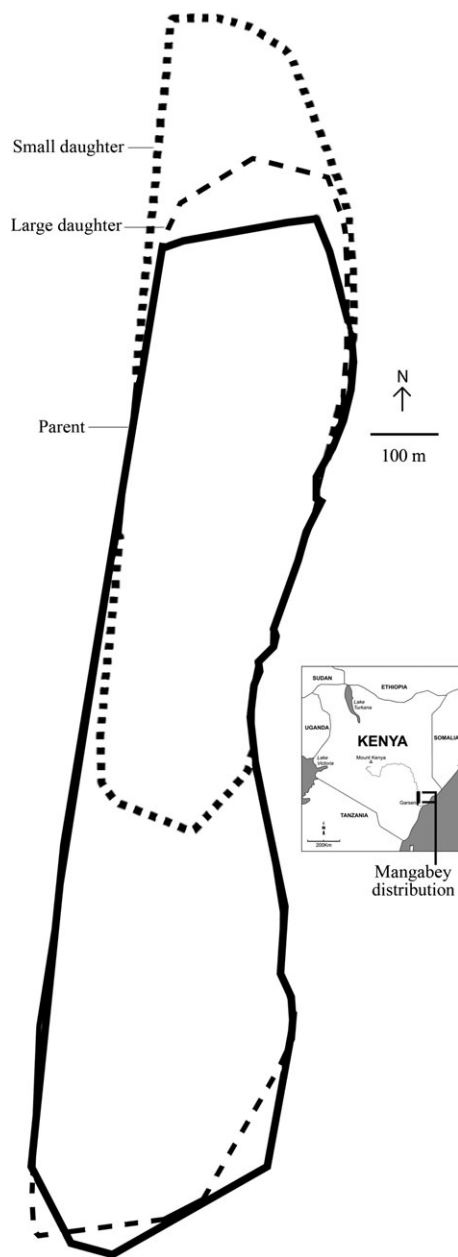 Small daughter
Large daughter
Parent
N
100 m
SUDAN
ETHIOPIA
Lake
Turkana
UGANDA
SOMALIA
KENYA
Lake
Victoria
Mount Kenya
Garsen
TANZANIA
N
200Km
Mangabey
distribution